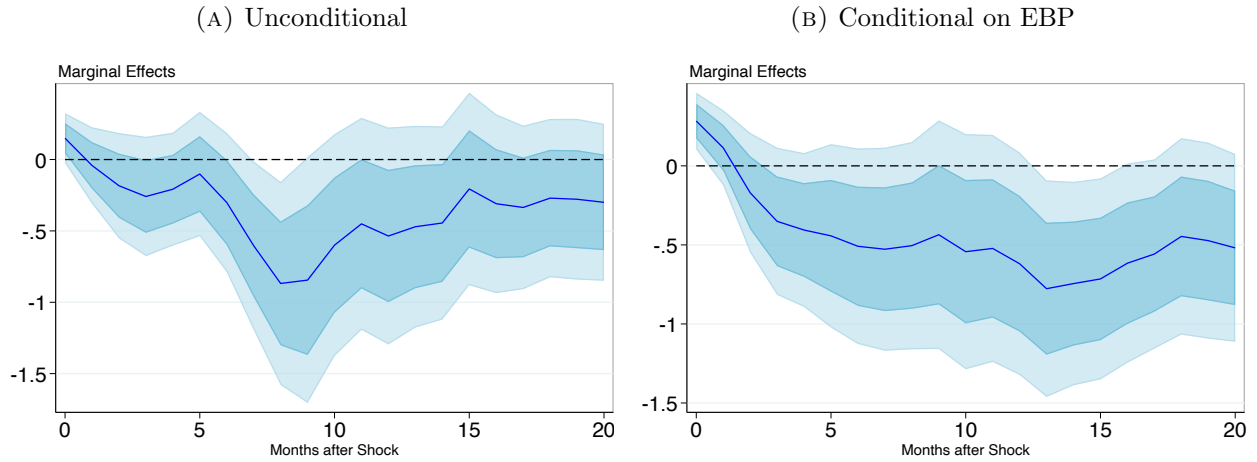 (A) Unconditional
Marginal Effects
0
-.5
-1
-1.5
0 5 10 15 20
Months after Shock
(B) Conditional on EBP
Marginal Effects
0
-.5
-1
-1.5
0 5 10 15 20
Months after Shock